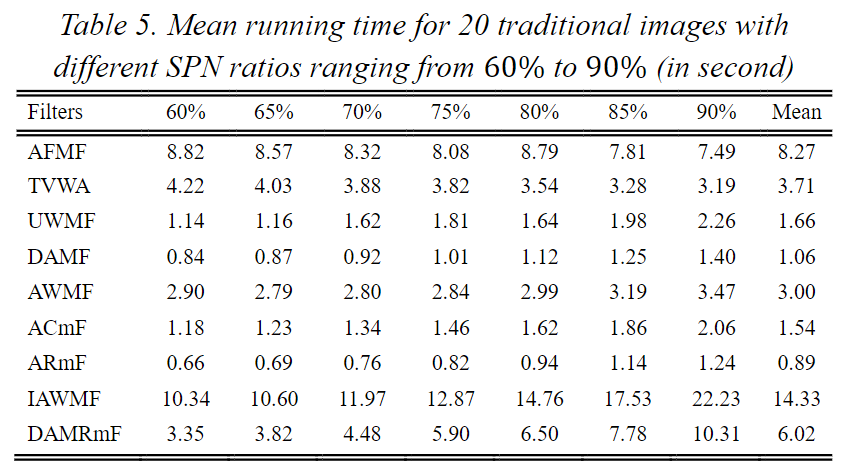 Table 5. Mean running time for 20 traditional images with
different SPN ratios ranging from 60% to 90% (in second)
Filters 60% 65% 70% 75% 80% 85% 90% Mean
AFMF 8.82 8.57 8.32 8.08 8.79 7.81 7.49 8.27
TVWA 4.22 4.03 3.88 3.82 3.54 3.28 3.19 3.71
UWMF 1.14 1.16 1.62 1.81 1.64 1.98 2.26 1.66
DAMF 0.84 0.87 0.92 1.01 1.12 1.25 1.40 1.06
AWMF 2.90 2.79 2.80 2.84 2.99 3.19 3.47 3.00
ACmF 1.18 1.23 1.34 1.46 1.62 1.86 2.06 1.54
ARmF 0.66 0.69 0.76 0.82 0.94 1.14 1.24 0.89
IAWMF 10.34 10.60 11.97 12.87 14.76 17.53 22.23 14.33
DAMRmF 3.35 3.82 4.48 5.90 6.50 7.78 10.31 6.02